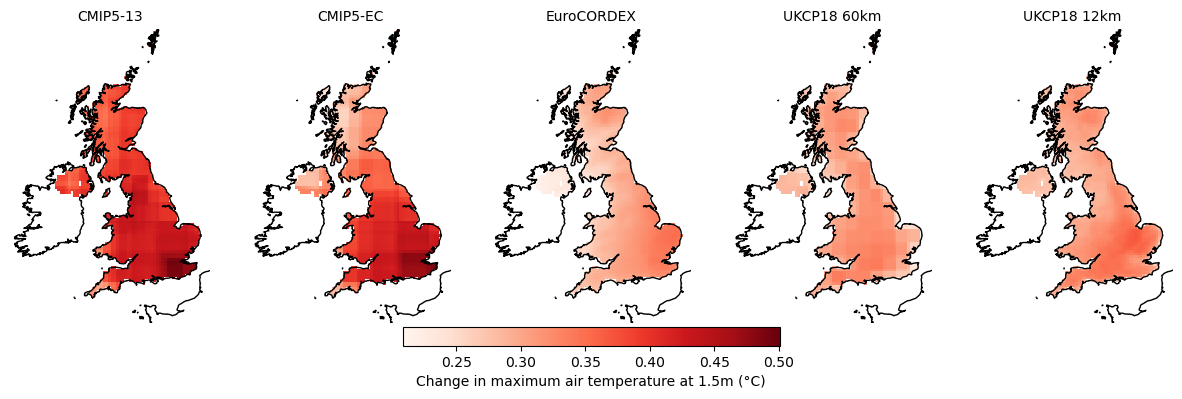 CMIP5-13 CMIP5-EC EuroCORDEX UKCP18 60km UKCP18 12km
0.25 0.30 0.35 0.40 0.45 0.50
Change in maximum air temperature at 1.5m (°C)